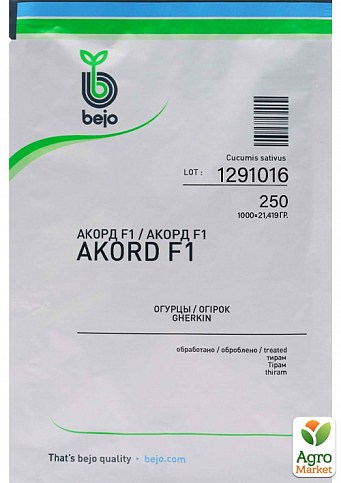 bejo
Cucumis sativus
LOT: 1291016
250
1000=21,419 ГР.
АКОРД F1 / АКОРД F1
AKORD F1
ОГУРЦЫ / ОГІРОК
GHERKIN
обработано / оброблено / treated
тирам
Тірам
thiram
That's bejo quality · bejo.com
Agro
Market